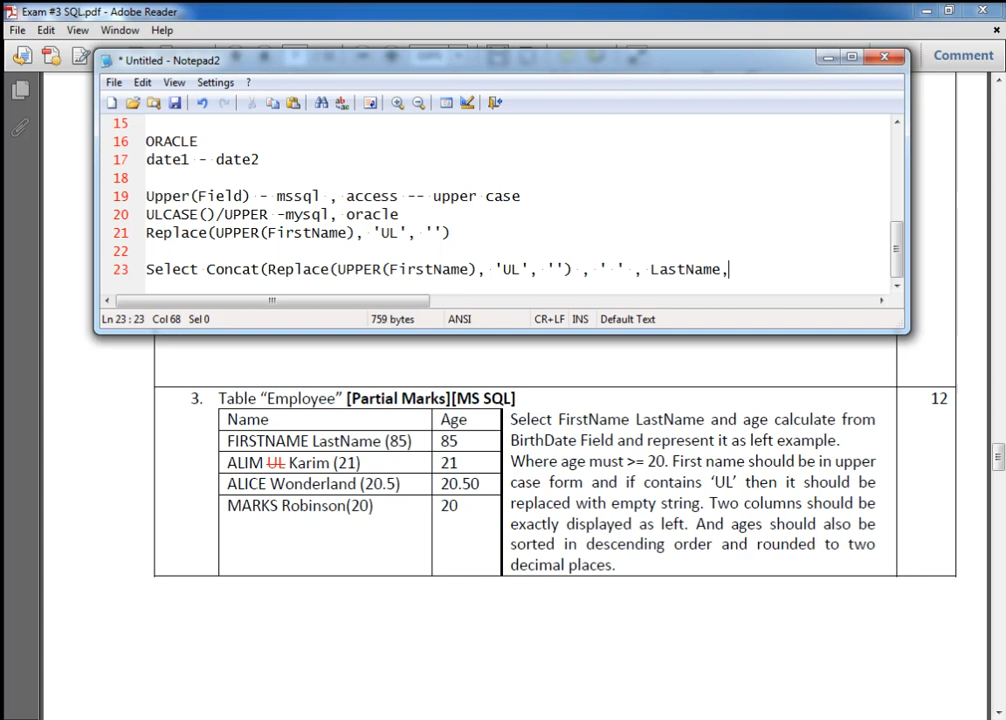 Exam #3 SQL.pdf - Adobe Reader
File Edit View Window Help
Comment
* Untitled - Notepad2
File Edit View Settings ?
15
16 ORACLE
17 date1 - date2
18
19 Upper(Field) - mssql , access -- upper case
20 ULCASE()/UPPER -mysql, oracle
21 Replace(UPPER(FirstName), 'UL', '')
22
23 Select Concat(Replace(UPPER(FirstName), 'UL', '') , ' ' , LastName,
Ln 23 : 23 Col 68 Sel 0 759 bytes ANSI CR+LF INS Default Text
3. Table “Employee” [Partial Marks][MS SQL] 12
Name Age
FIRSTNAME LastName (85) 85
ALIM UL Karim (21) 21
ALICE Wonderland (20.5) 20.50
MARKS Robinson(20) 20
Select FirstName LastName and age calculate from
BirthDate Field and represent it as left example.
Where age must >= 20. First name should be in upper
case form and if contains ‘UL’ then it should be
replaced with empty string. Two columns should be
exactly displayed as left. And ages should also be
sorted in descending order and rounded to two
decimal places.